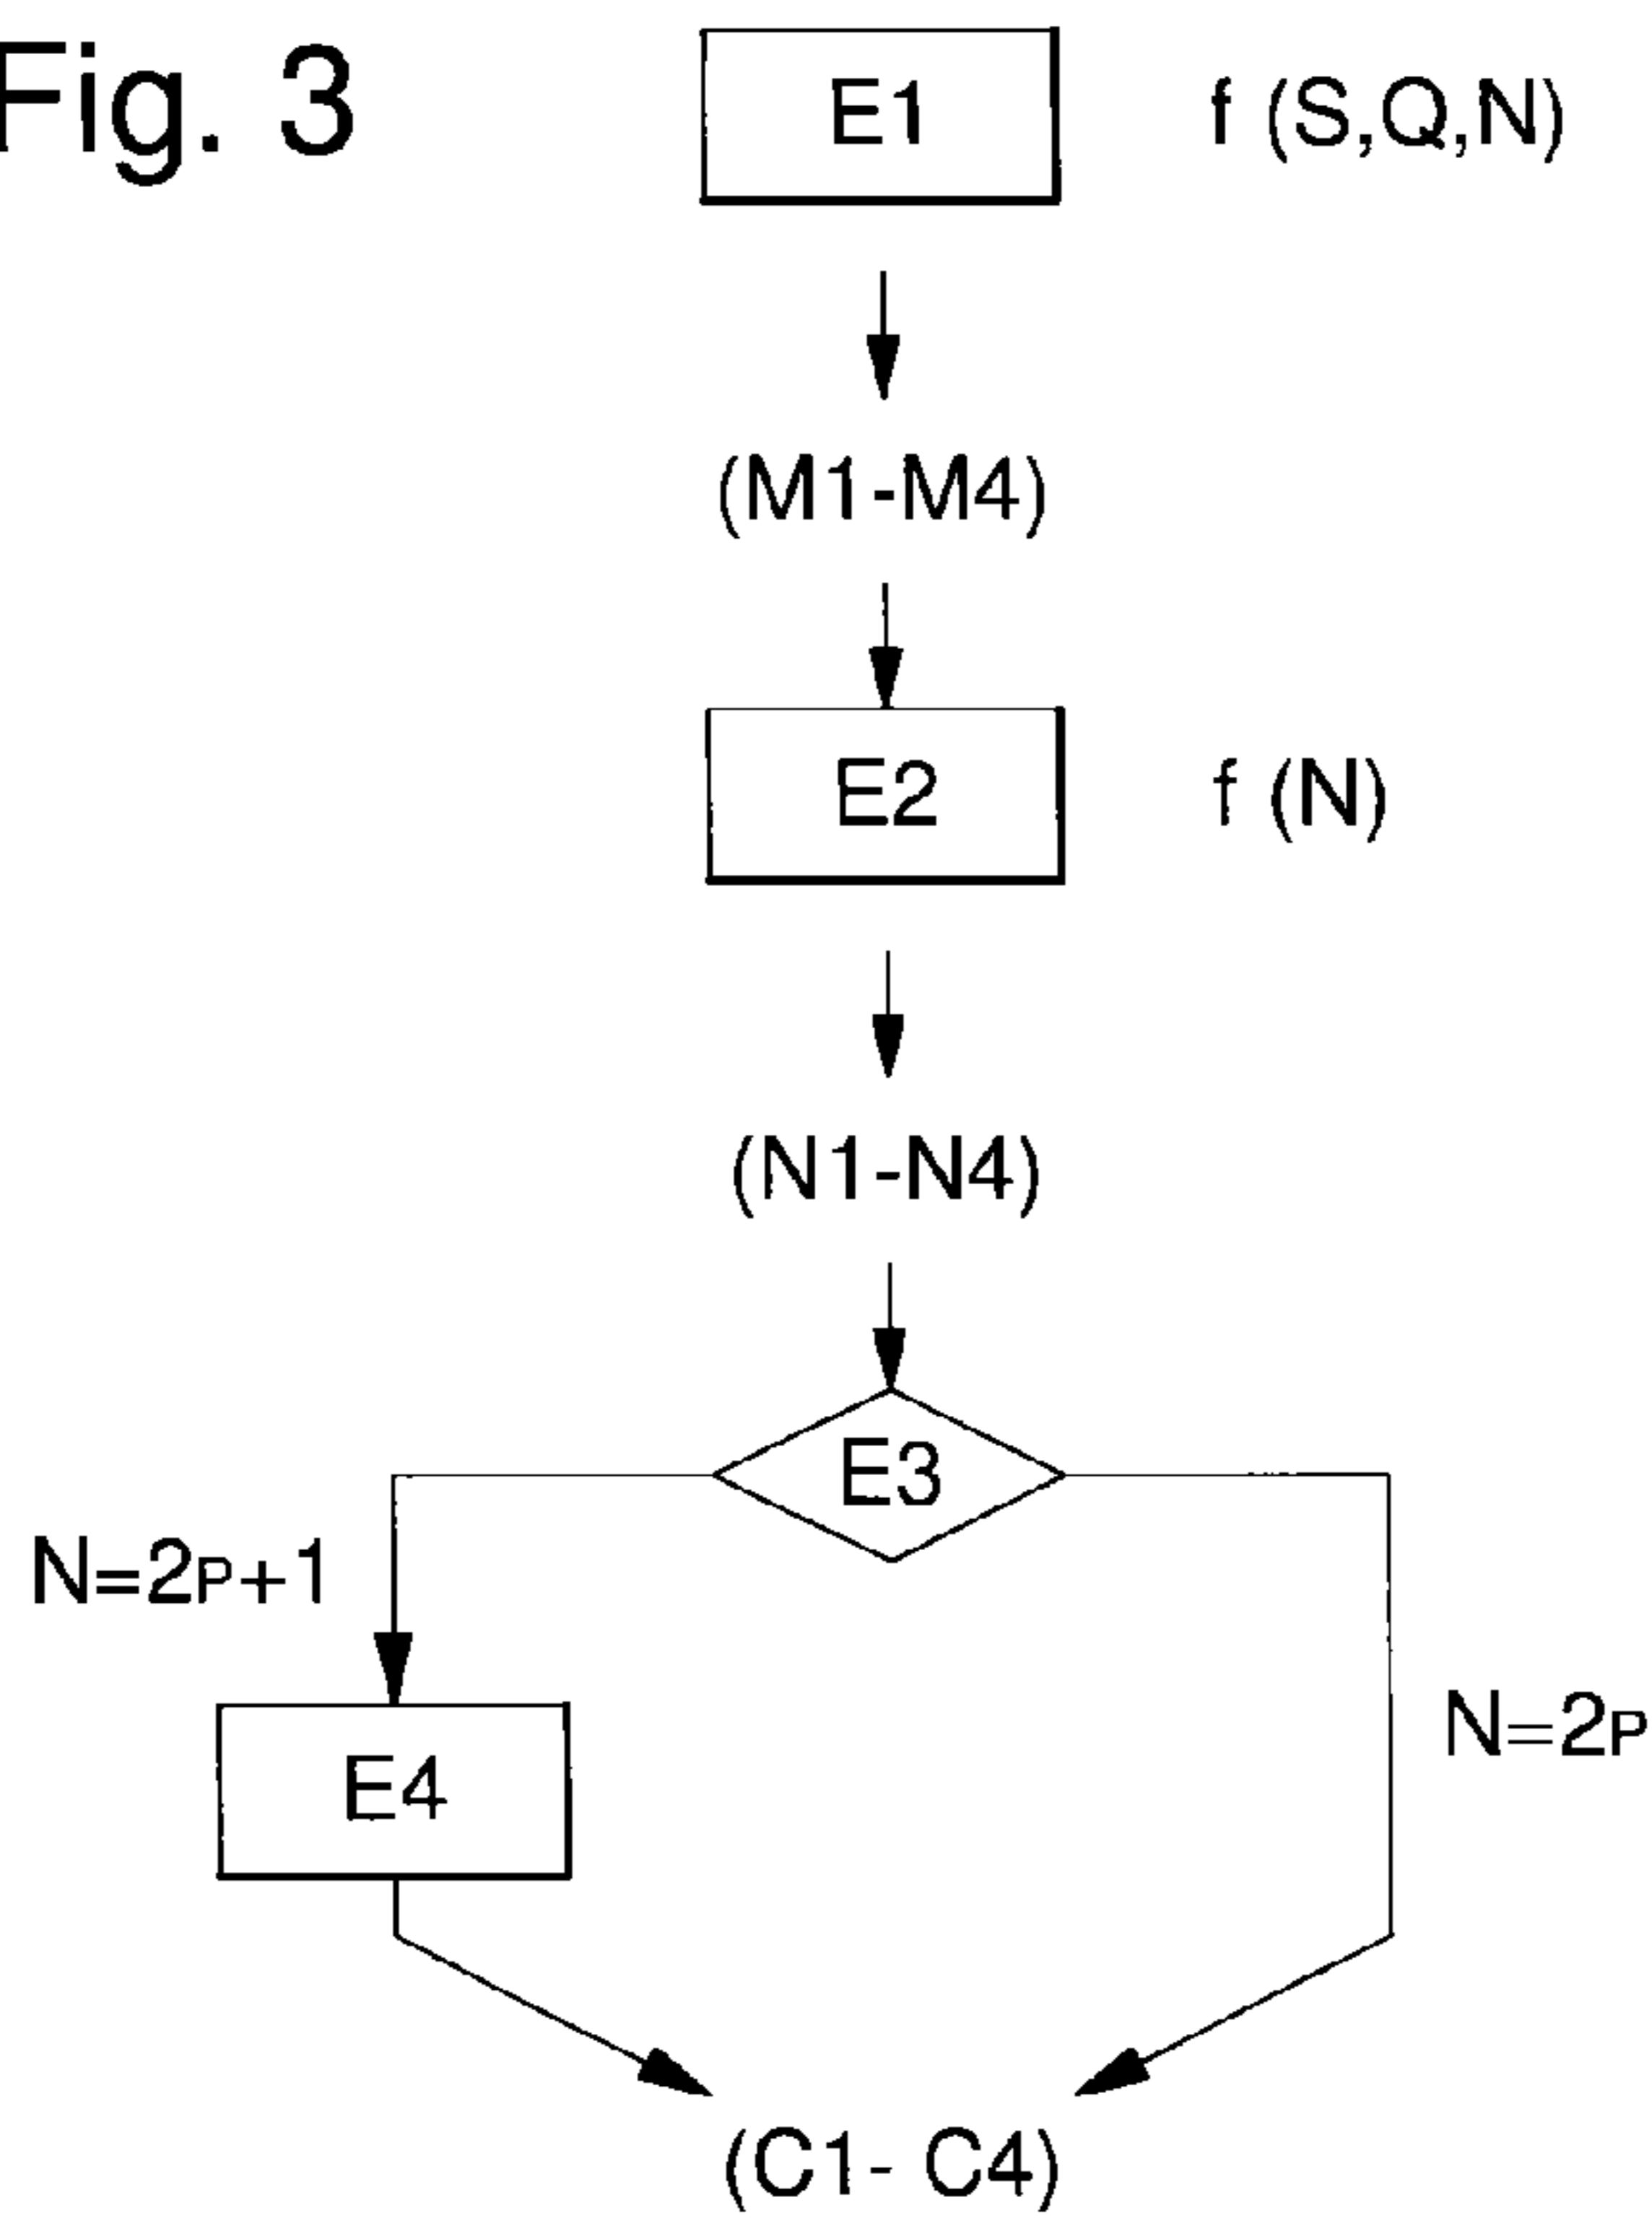 Fig. 3
E1
f (S,Q,N)
(M1-M4)
E2
f (N)
(N1-N4)
E3
N=2P+1
N=2P
E4
(C1- C4)